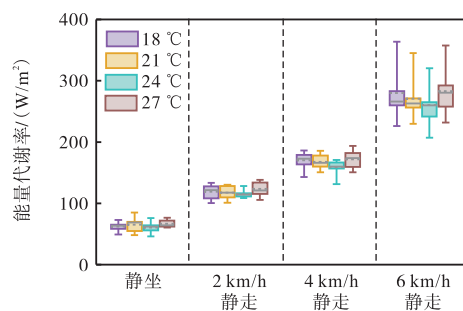 400
300
200
100
0
能量代谢率/(W/m²)
18 ℃
21 ℃
24 ℃
27 ℃
静坐
2 km/h
静走
4 km/h
静走
6 km/h
静走